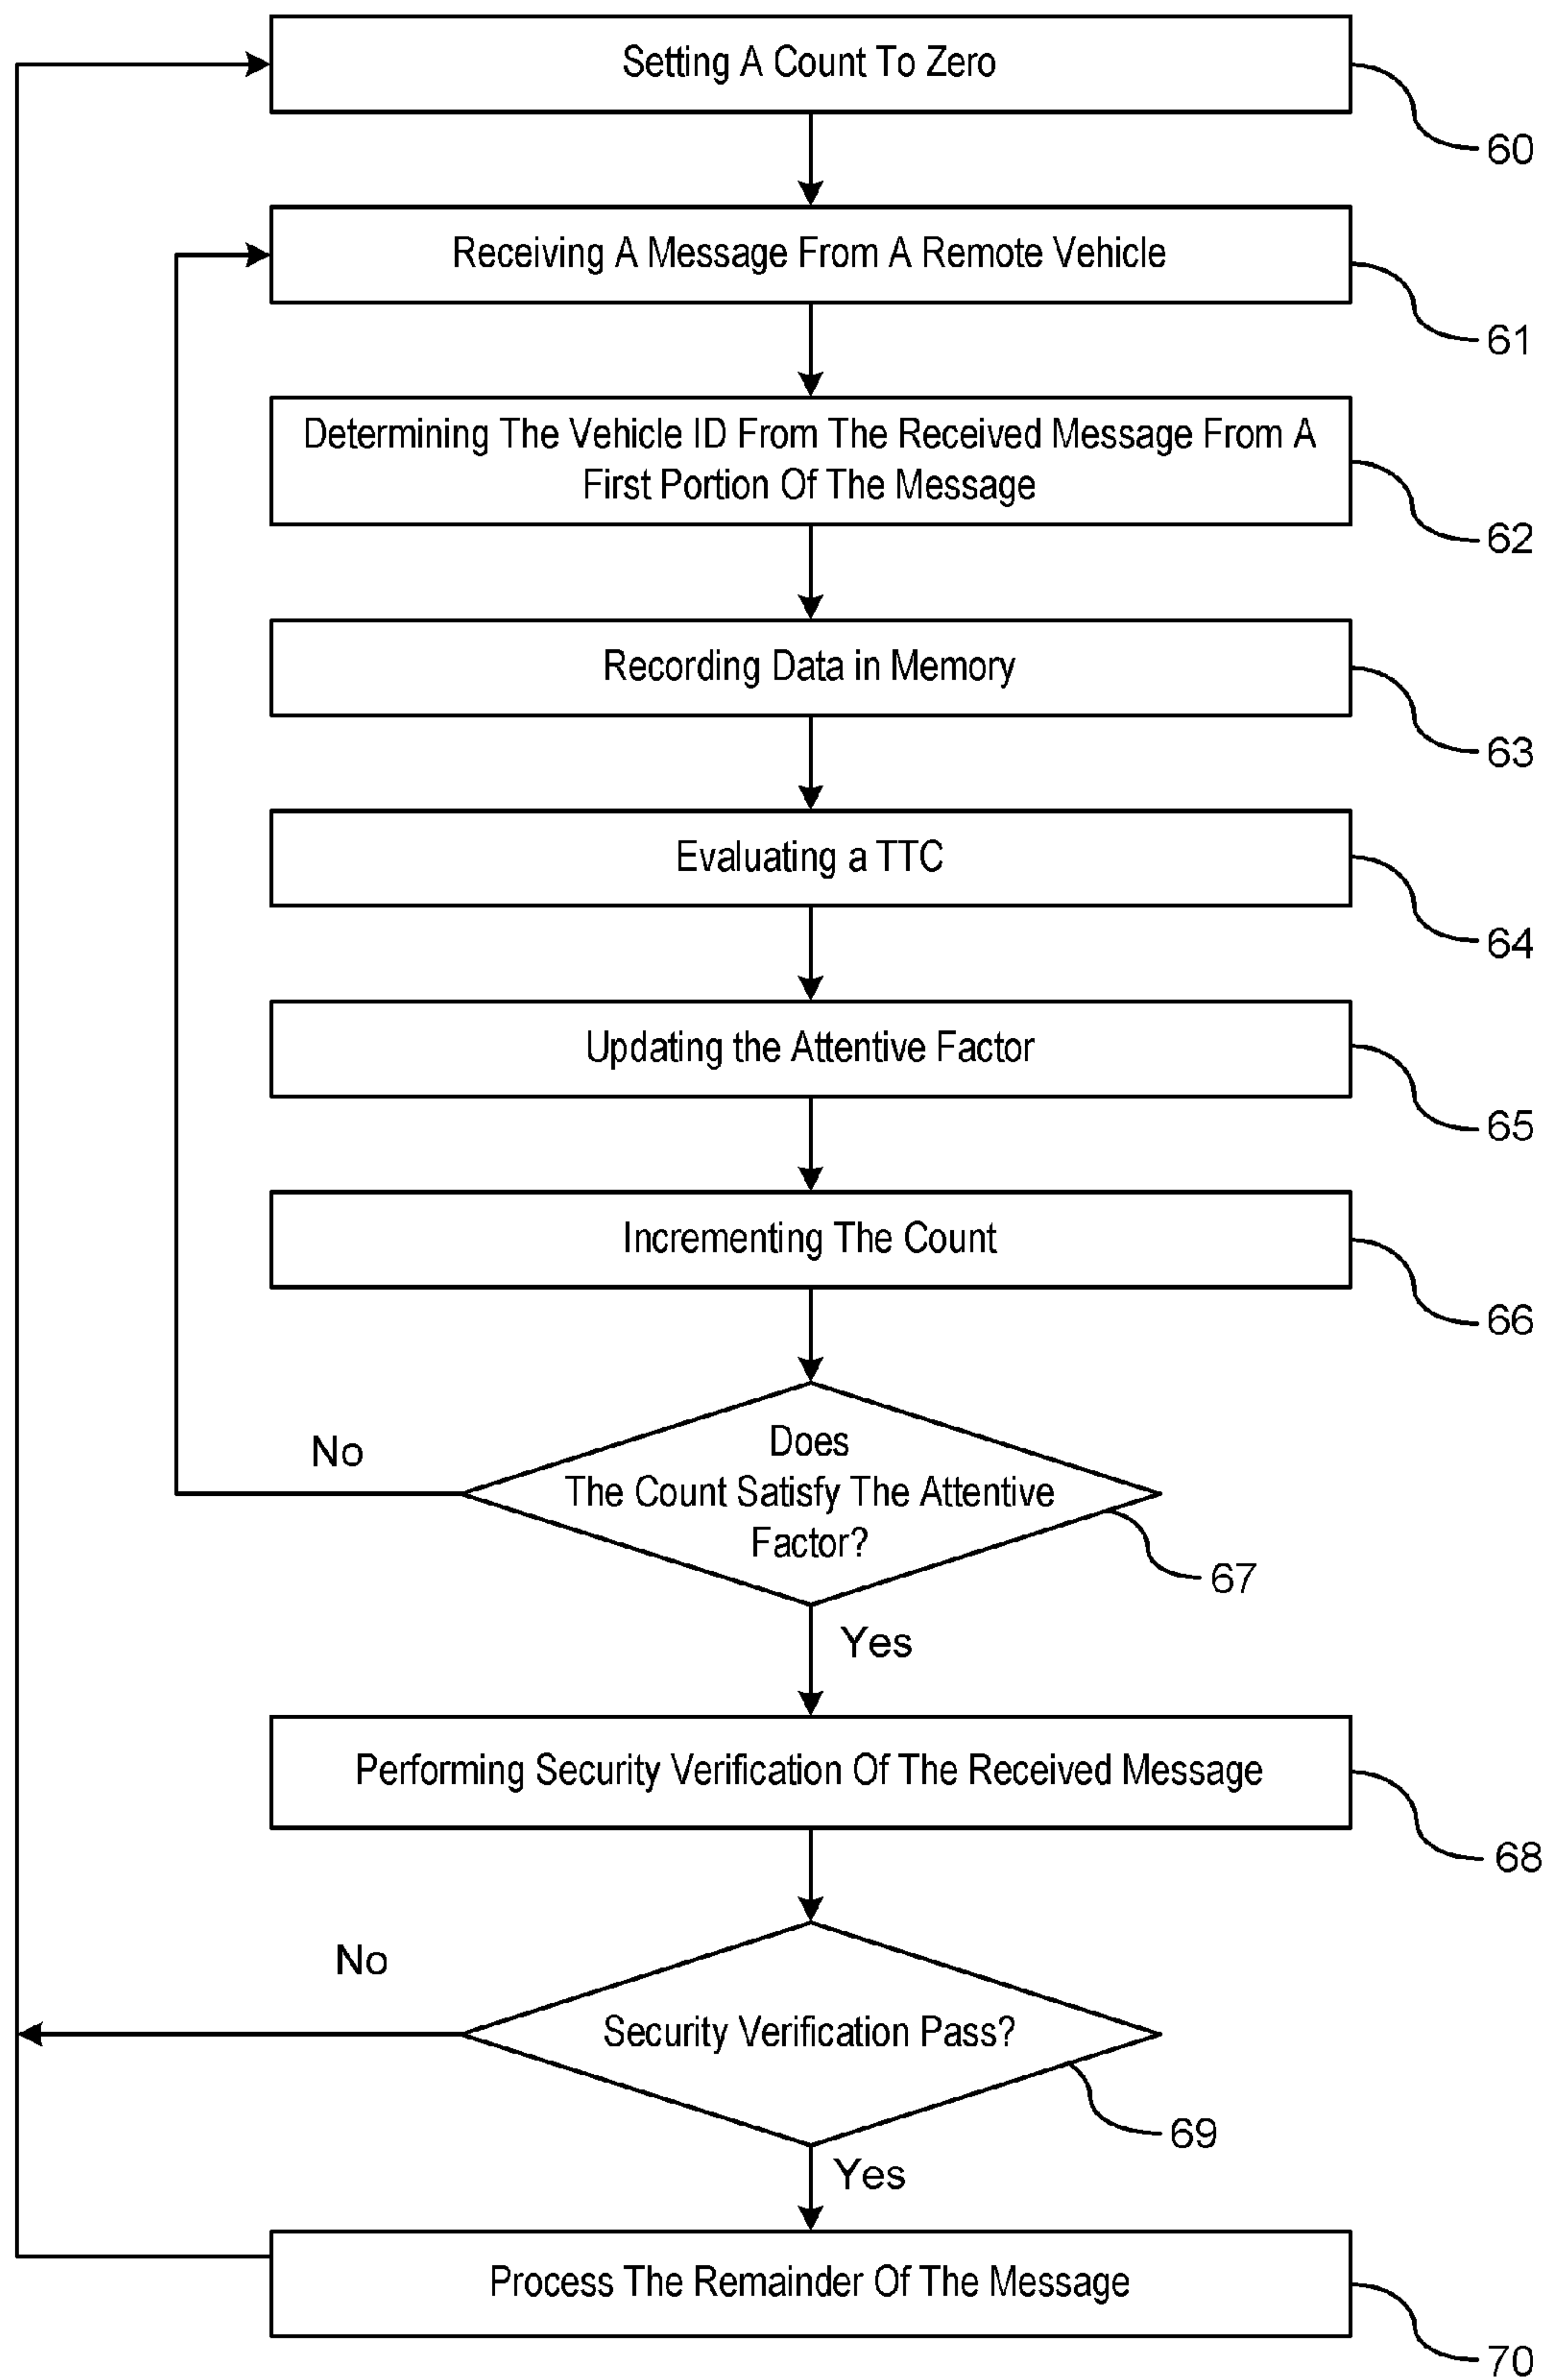 Setting A Count To Zero
60
Receiving A Message From A Remote Vehicle
61
Determining The Vehicle ID From The Received Message From A
First Portion Of The Message
62
Recording Data in Memory
63
Evaluating a TTC
64
Updating the Attentive Factor
65
Incrementing The Count
66
Does
The Count Satisfy The Attentive
Factor?
No
67
Yes
Performing Security Verification Of The Received Message
68
No
Security Verification Pass?
69
Yes
Process The Remainder Of The Message
70